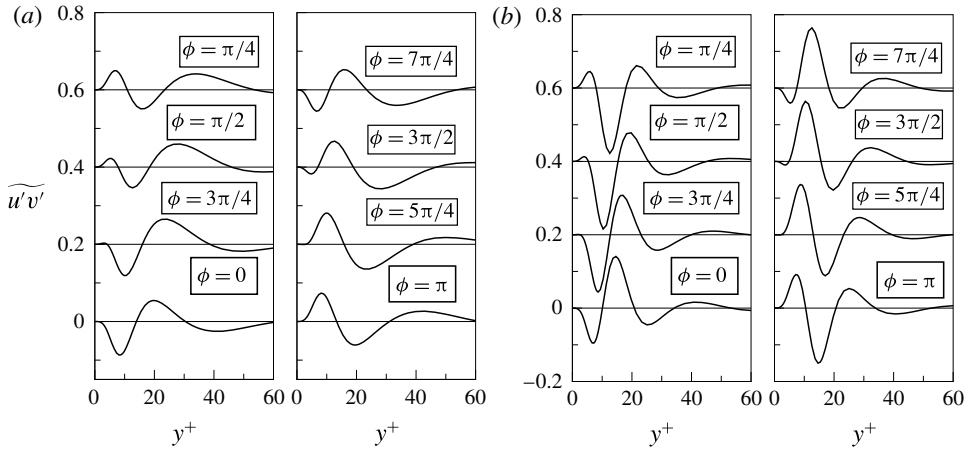 (a)
0.8
0.6
0.4
0.2
0
u′v′
ϕ = π/4
ϕ = π/2
ϕ = 3π/4
ϕ = 0
0 20 40 60
y+
ϕ = 7π/4
ϕ = 3π/2
ϕ = 5π/4
ϕ = π
0 20 40 60
y+
(b)
0.8
0.6
0.4
0.2
0
−0.2
ϕ = π/4
ϕ = π/2
ϕ = 3π/4
ϕ = 0
0 20 40 60
y+
ϕ = 7π/4
ϕ = 3π/2
ϕ = 5π/4
ϕ = π
0 20 40 60
y+